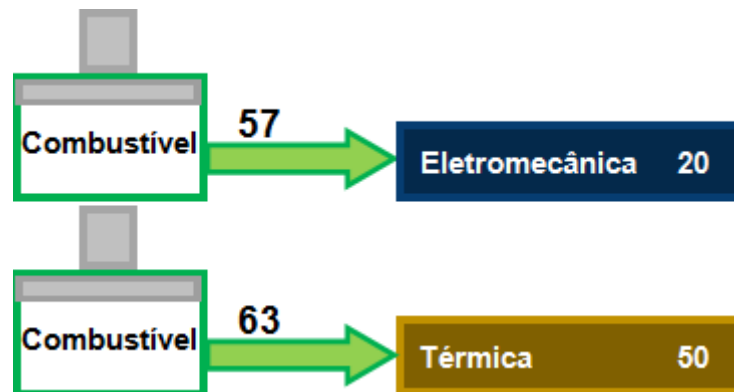 57
Combustível
Eletromecânica 20
63
Combustível
Térmica 50